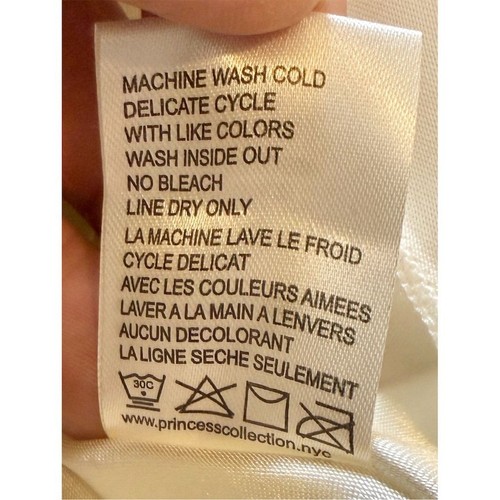 MACHINE WASH COLD
DELICATE CYCLE
WITH LIKE COLORS
WASH INSIDE OUT
NO BLEACH
LINE DRY ONLY
LA MACHINE LAVE LE FROID
CYCLE DELICAT
AVEC LES COULEURS AIMEES
LAVER A LA MAIN A LENVERS
AUCUN DECOLORANT
LA LIGNE SECHE SEULEMENT
30C
www.princesscollection.nyc